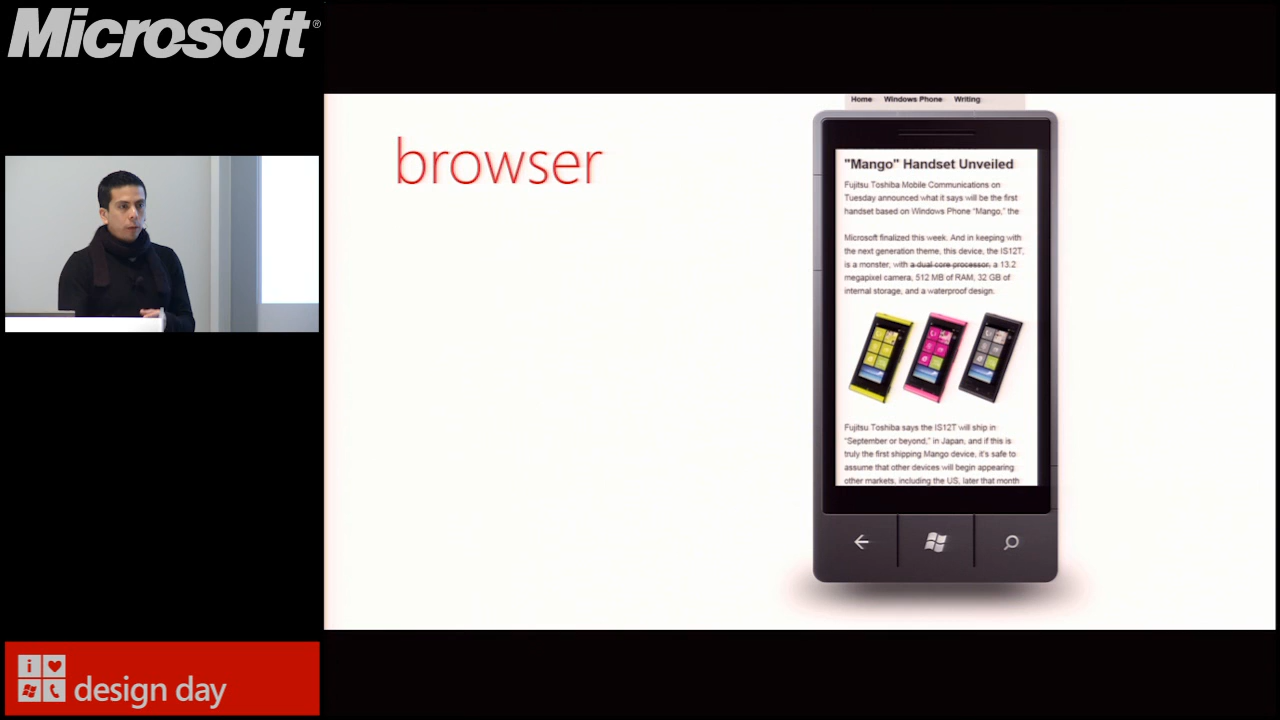 Microsoft®
browser
Home Windows Phone Writing
"Mango" Handset Unveiled
Fujitsu Toshiba Mobile Communications on
Tuesday announced what it says will be the first
handset based on Windows Phone "Mango," the
Microsoft finalized this week. And in keeping with
the next generation theme, this device, the IS12T,
is a monster, with a dual core processor, a 13.2
megapixel camera, 512 MB of RAM, 32 GB of
internal storage, and a waterproof design.
Fujitsu Toshiba says the IS12T will ship in
"September or beyond," in Japan, and if this is
truly the first shipping Mango device, it's safe to
assume that other devices will begin appearing
other markets, including the US, later that month
i
design day